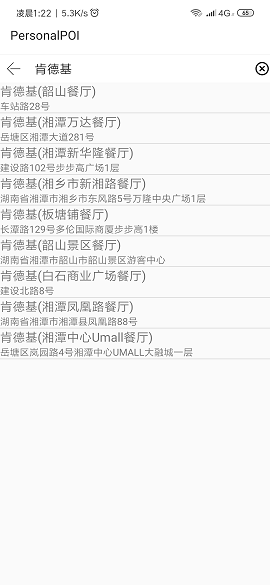 凌晨1:22 | 5.3K/s
4G
65
PersonalPOI
肯德基
肯德基(韶山餐厅)
车站路28号
肯德基(湘潭万达餐厅)
岳塘区湘潭大道281号
肯德基(湘潭新华隆餐厅)
建设路102号步步高广场1层
肯德基(湘乡市新湘路餐厅)
湖南省湘潭市湘乡市东风路5号万隆中央广场1层
肯德基(板塘铺餐厅)
长潭路129号多伦国际商厦步步高1楼
肯德基(韶山景区餐厅)
湖南省湘潭市韶山市韶山景区游客中心
肯德基(白石商业广场餐厅)
建设北路8号
肯德基(湘潭凤凰路餐厅)
湖南省湘潭市湘潭县凤凰路88号
肯德基(湘潭中心Umall餐厅)
岳塘区岚园路4号湘潭中心UMALL大融城一层